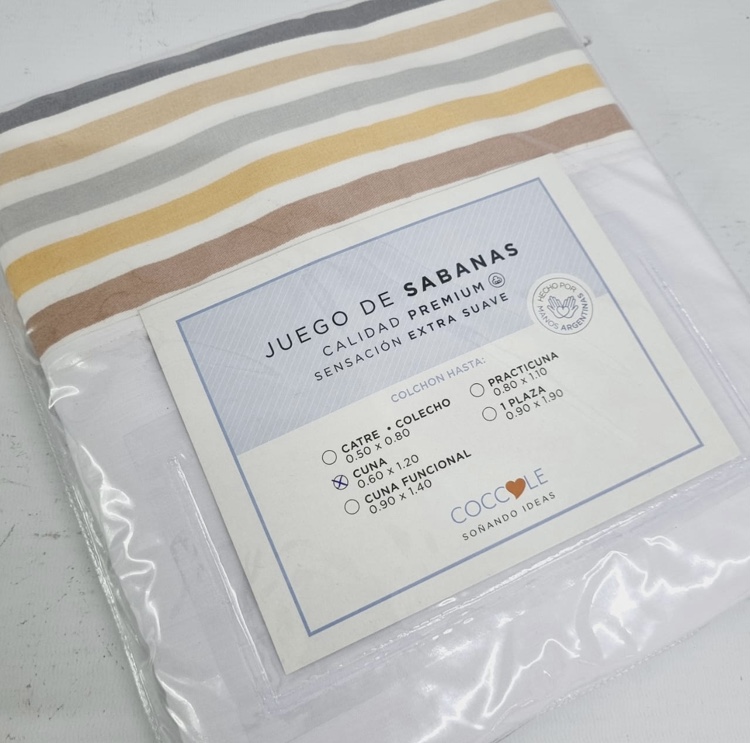 JUEGO DE SABANAS
CALIDAD PREMIUM
SENSACIÓN EXTRA SUAVE
HECHO POR
MANOS ARGENTINAS
COLCHON HASTA:
CATRE • COLECHO
0.50 x 0.80
CUNA
0.60 x 1.20
CUNA FUNCIONAL
0.90 x 1.40
PRACTICUNA
0.80 x 1.10
1 PLAZA
0.90 x 1.90
COCCOLE
SOÑANDO IDEAS